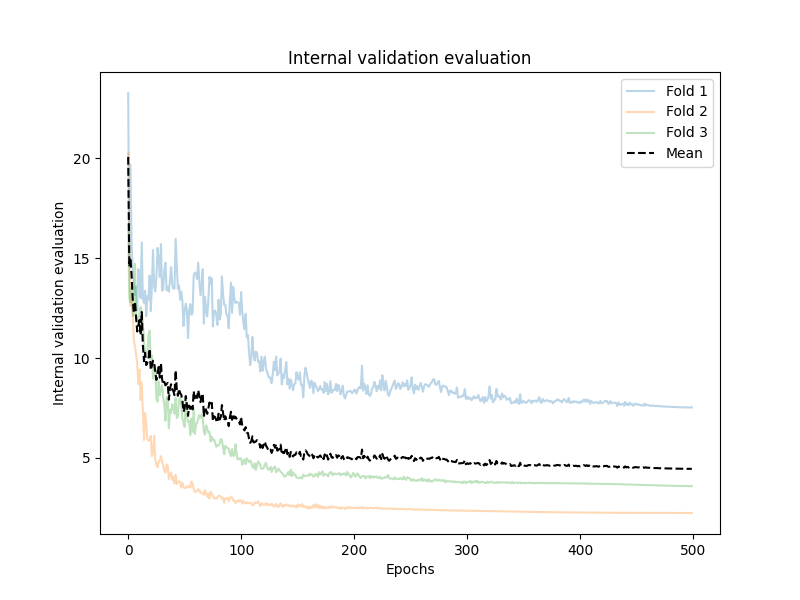 Internal validation evaluation
Fold 1
Fold 2
Fold 3
Mean
Internal validation evaluation
20
15
10
5
0 100 200 300 400 500
Epochs